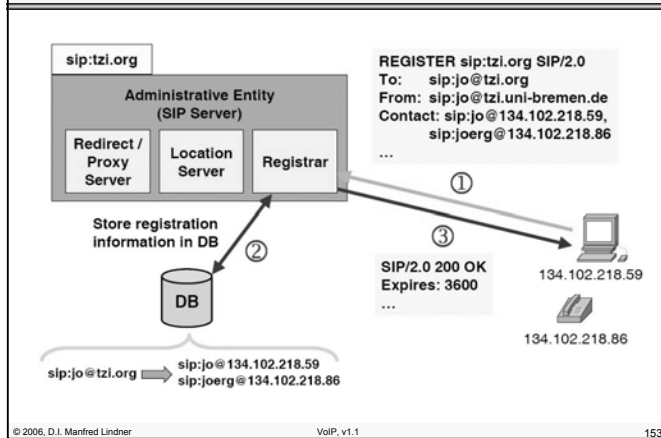 sip:tzi.org
Administrative Entity
(SIP Server)
Redirect /
Proxy
Server
Location
Server
Registrar
REGISTER sip:tzi.org SIP/2.0
To: sip:jo@tzi.org
From: sip:jo@tzi.uni-bremen.de
Contact: sip:jo@134.102.218.59,
sip:joerg@134.102.218.86
...
①
Store registration
information in DB
②
③
SIP/2.0 200 OK
Expires: 3600
...
134.102.218.59
134.102.218.86
DB
sip:jo@tzi.org
sip:jo@134.102.218.59
sip:joerg@134.102.218.86
© 2006, D.I. Manfred Lindner
VoIP, v1.1
153